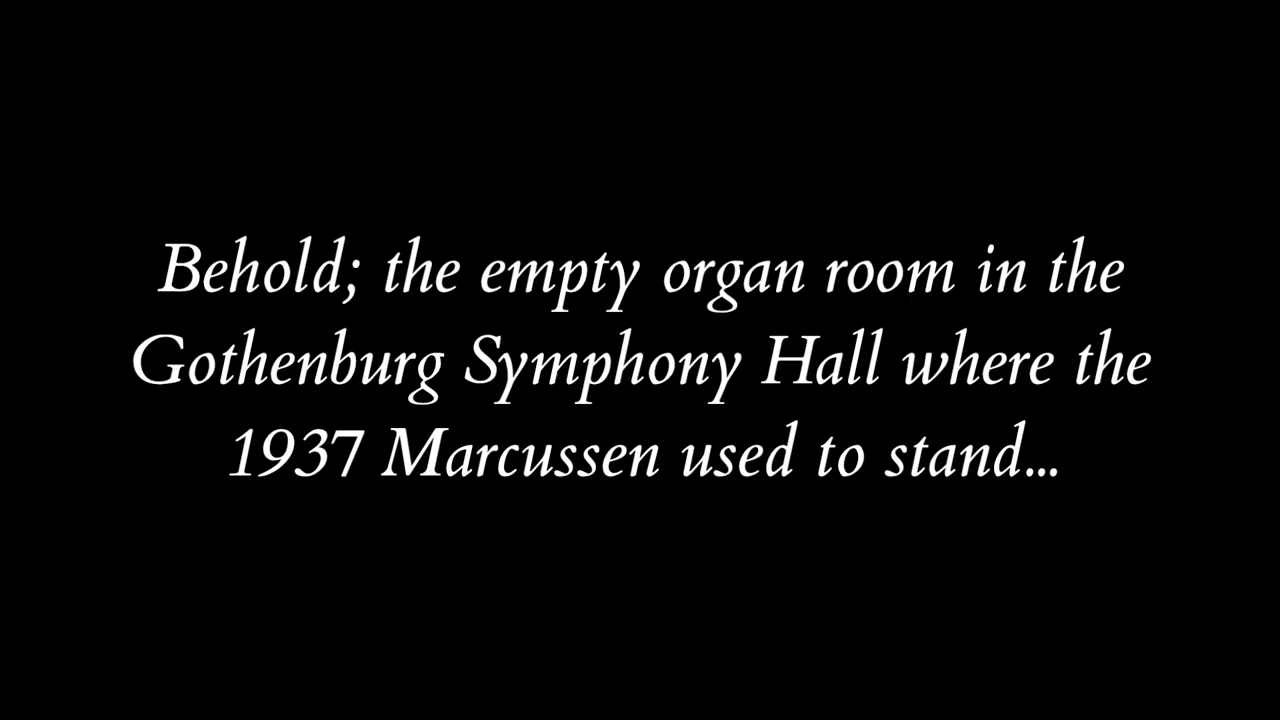 Behold; the empty organ room in the
Gothenburg Symphony Hall where the
1937 Marcussen used to stand...